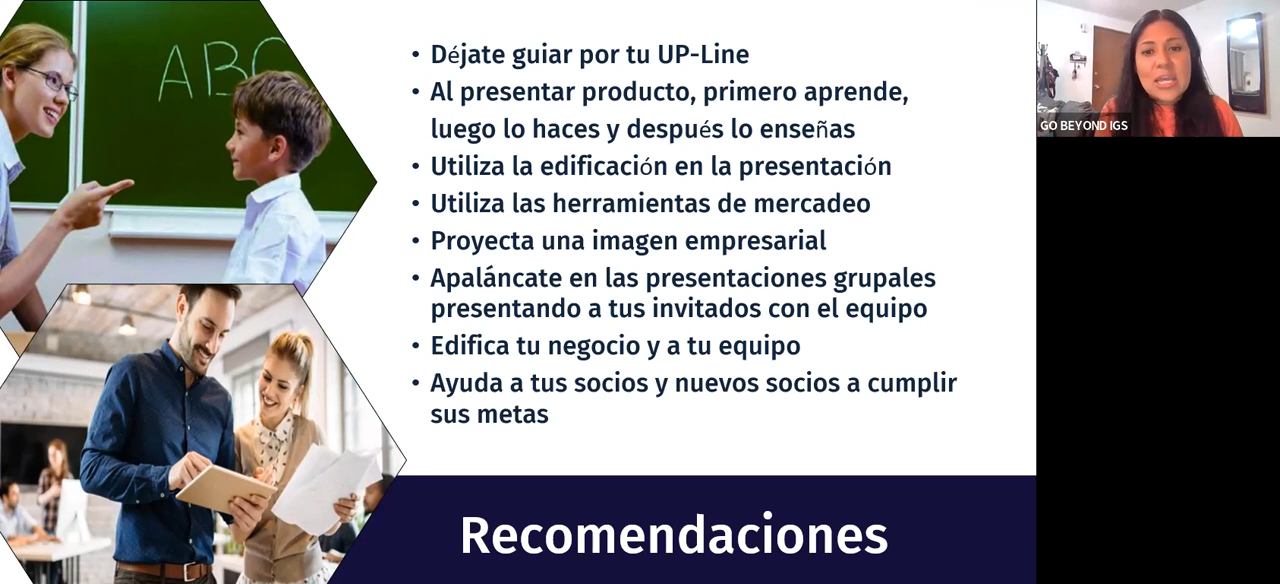 ABC
• Déjate guiar por tu UP-Line
• Al presentar producto, primero aprende,
luego lo haces y después lo enseñas
• Utiliza la edificación en la presentación
• Utiliza las herramientas de mercadeo
• Proyecta una imagen empresarial
• Apaláncate en las presentaciones grupales
presentando a tus invitados con el equipo
• Edifica tu negocio y a tu equipo
• Ayuda a tus socios y nuevos socios a cumplir
sus metas
Recomendaciones
GO BEYOND IGS